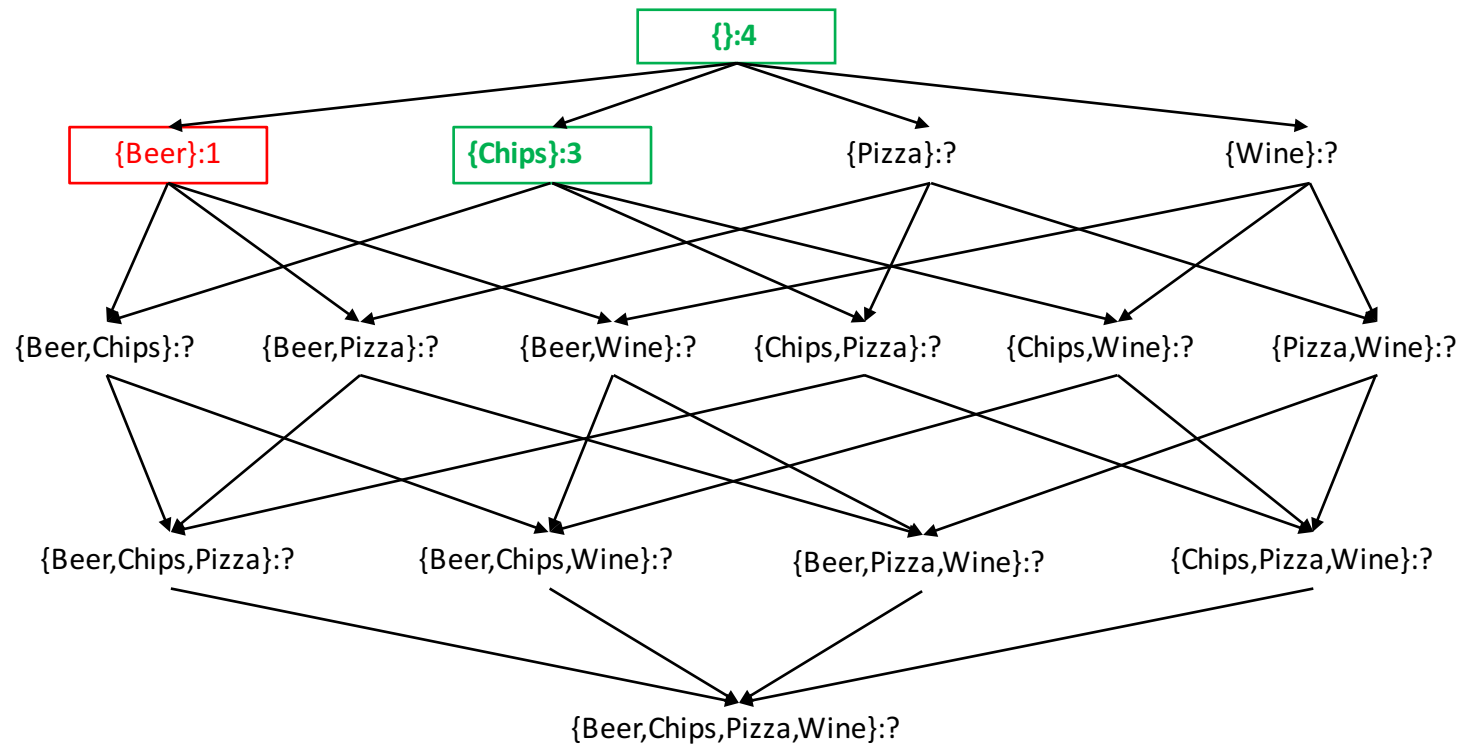 {}:4
{Beer}:1
{Chips}:3
{Pizza}:?
{Wine}:?
{Beer,Chips}:?
{Beer,Pizza}:?
{Beer,Wine}:?
{Chips,Pizza}:?
{Chips,Wine}:?
{Pizza,Wine}:?
{Beer,Chips,Pizza}:?
{Beer,Chips,Wine}:?
{Beer,Pizza,Wine}:?
{Chips,Pizza,Wine}:?
{Beer,Chips,Pizza,Wine}:?